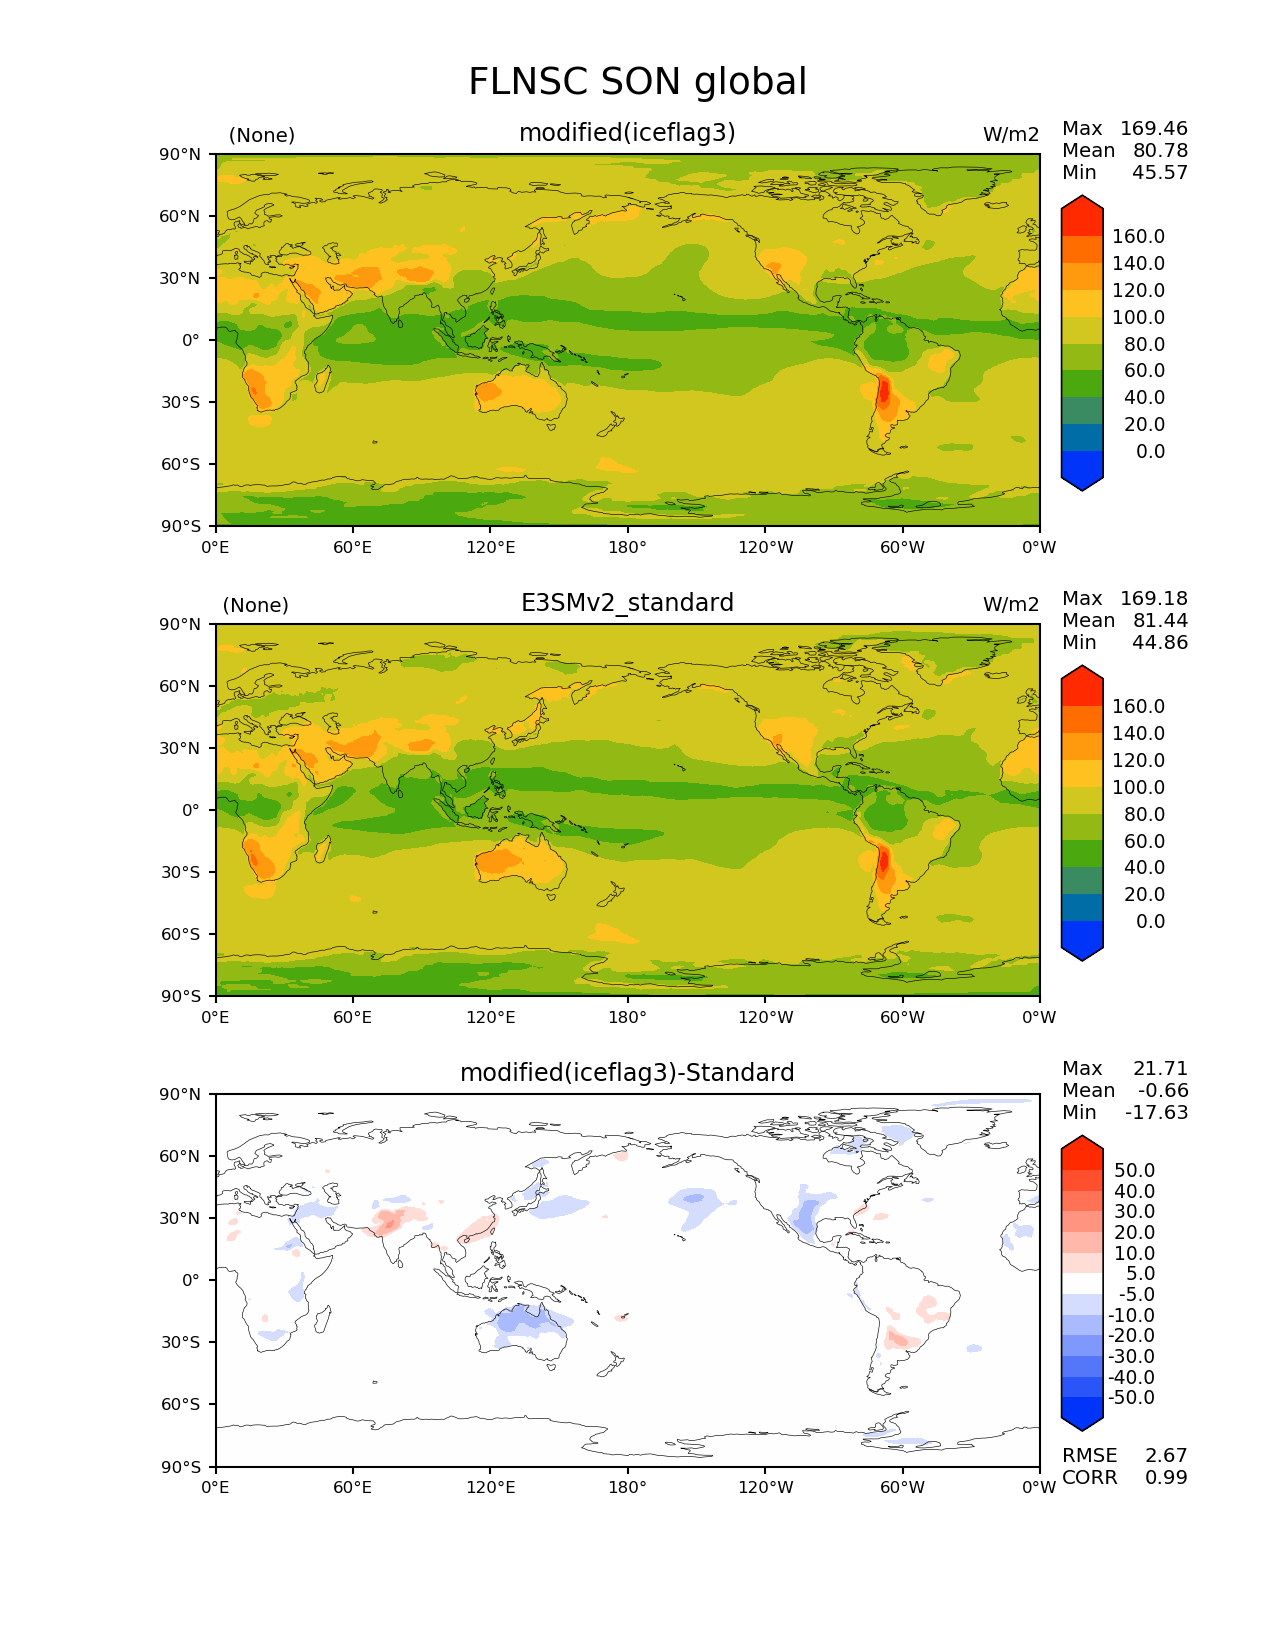 FLNSC SON global
(None) modified(iceflag3) W/m2
Max 169.46
Mean 80.78
Min 45.57
90°N
60°N
30°N
0°
30°S
60°S
90°S
0°E 60°E 120°E 180° 120°W 60°W 0°W
160.0
140.0
120.0
100.0
80.0
60.0
40.0
20.0
0.0
(None) E3SMv2_standard W/m2
Max 169.18
Mean 81.44
Min 44.86
90°N
60°N
30°N
0°
30°S
60°S
90°S
0°E 60°E 120°E 180° 120°W 60°W 0°W
160.0
140.0
120.0
100.0
80.0
60.0
40.0
20.0
0.0
modified(iceflag3)-Standard
Max 21.71
Mean -0.66
Min -17.63
90°N
60°N
30°N
0°
30°S
60°S
90°S
0°E 60°E 120°E 180° 120°W 60°W 0°W
50.0
40.0
30.0
20.0
10.0
5.0
-5.0
-10.0
-20.0
-30.0
-40.0
-50.0
RMSE 2.67
CORR 0.99